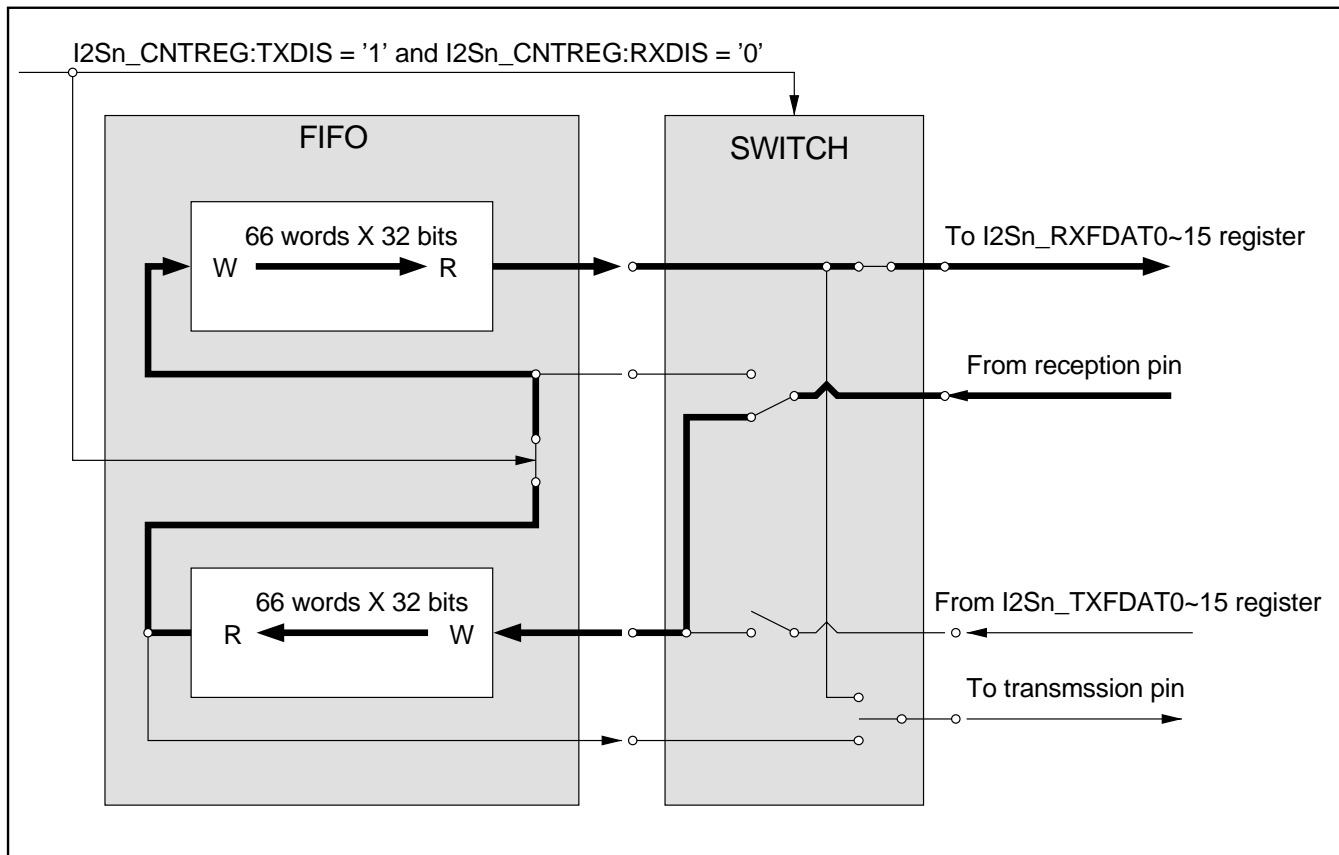 I2Sn_CNTREG:TXDIS = '1' and I2Sn_CNTREG:RXDIS = '0'
FIFO
SWITCH
66 words X 32 bits
W
R
To I2Sn_RXFDAT0~15 register
From reception pin
66 words X 32 bits
R
W
From I2Sn_TXFDAT0~15 register
To transmssion pin